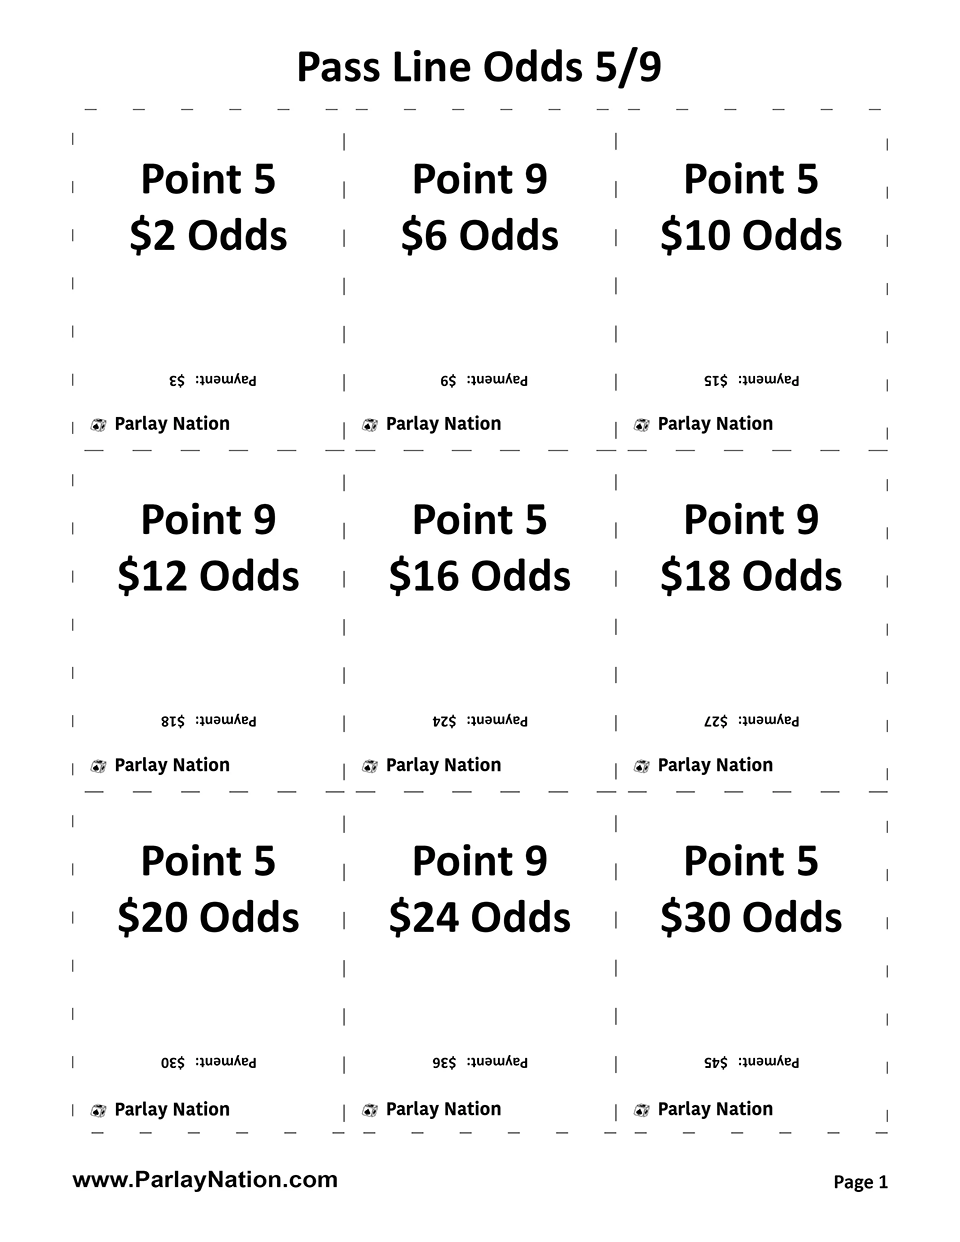 Pass Line Odds 5/9
Point 5
$2 Odds
Payment: $3
Parlay Nation
Point 9
$6 Odds
Payment: $9
Parlay Nation
Point 5
$10 Odds
Payment: $15
Parlay Nation
Point 9
$12 Odds
Payment: $18
Parlay Nation
Point 5
$16 Odds
Payment: $24
Parlay Nation
Point 9
$18 Odds
Payment: $27
Parlay Nation
Point 5
$20 Odds
Payment: $30
Parlay Nation
Point 9
$24 Odds
Payment: $36
Parlay Nation
Point 5
$30 Odds
Payment: $45
Parlay Nation
www.ParlayNation.com
Page 1